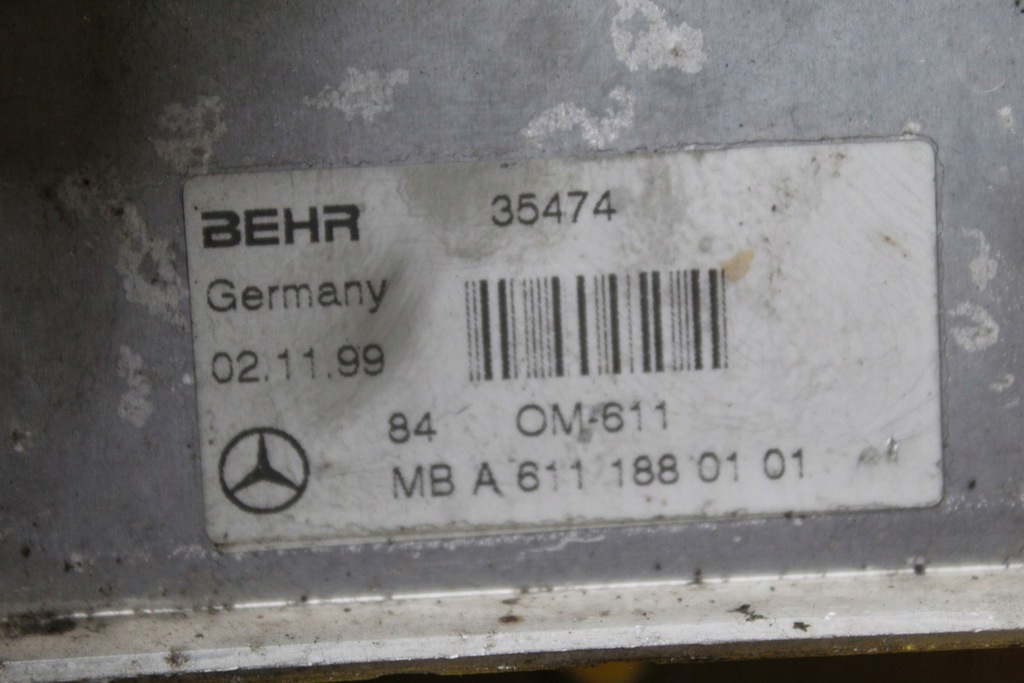 BEHR 35474
Germany
02.11.99
84 OM-611
MB A 611 188 01 01